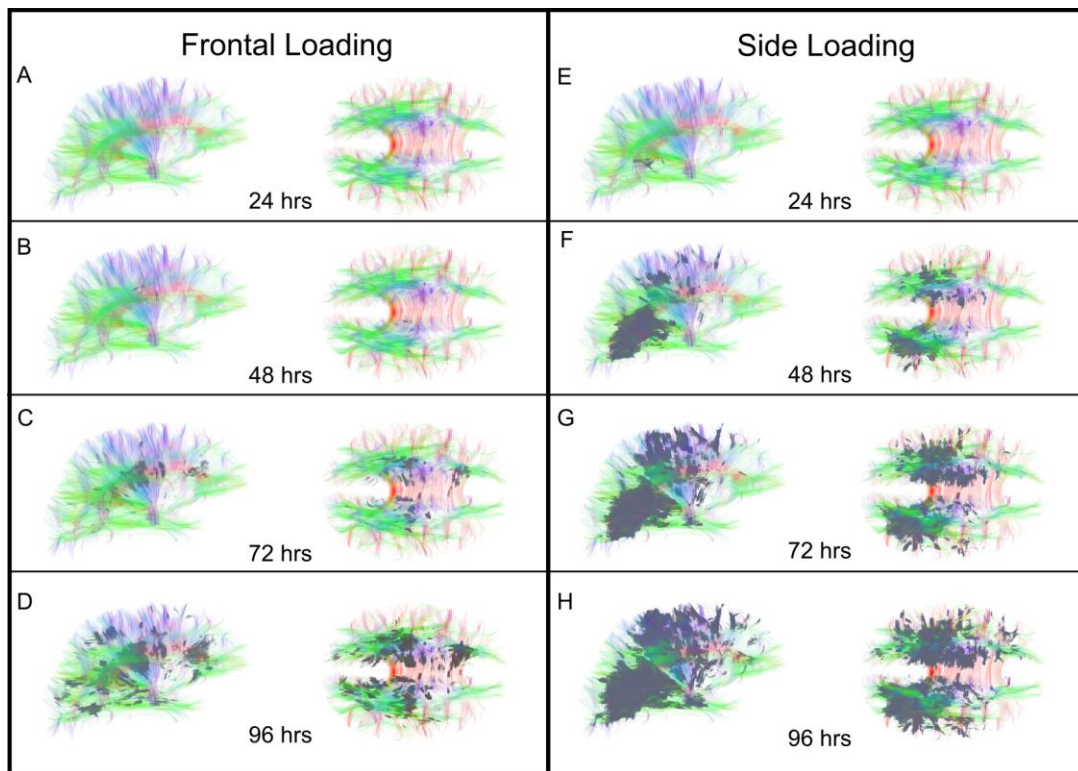 Frontal Loading
A
24 hrs
B
48 hrs
C
72 hrs
D
96 hrs
Side Loading
E
24 hrs
F
48 hrs
G
72 hrs
H
96 hrs